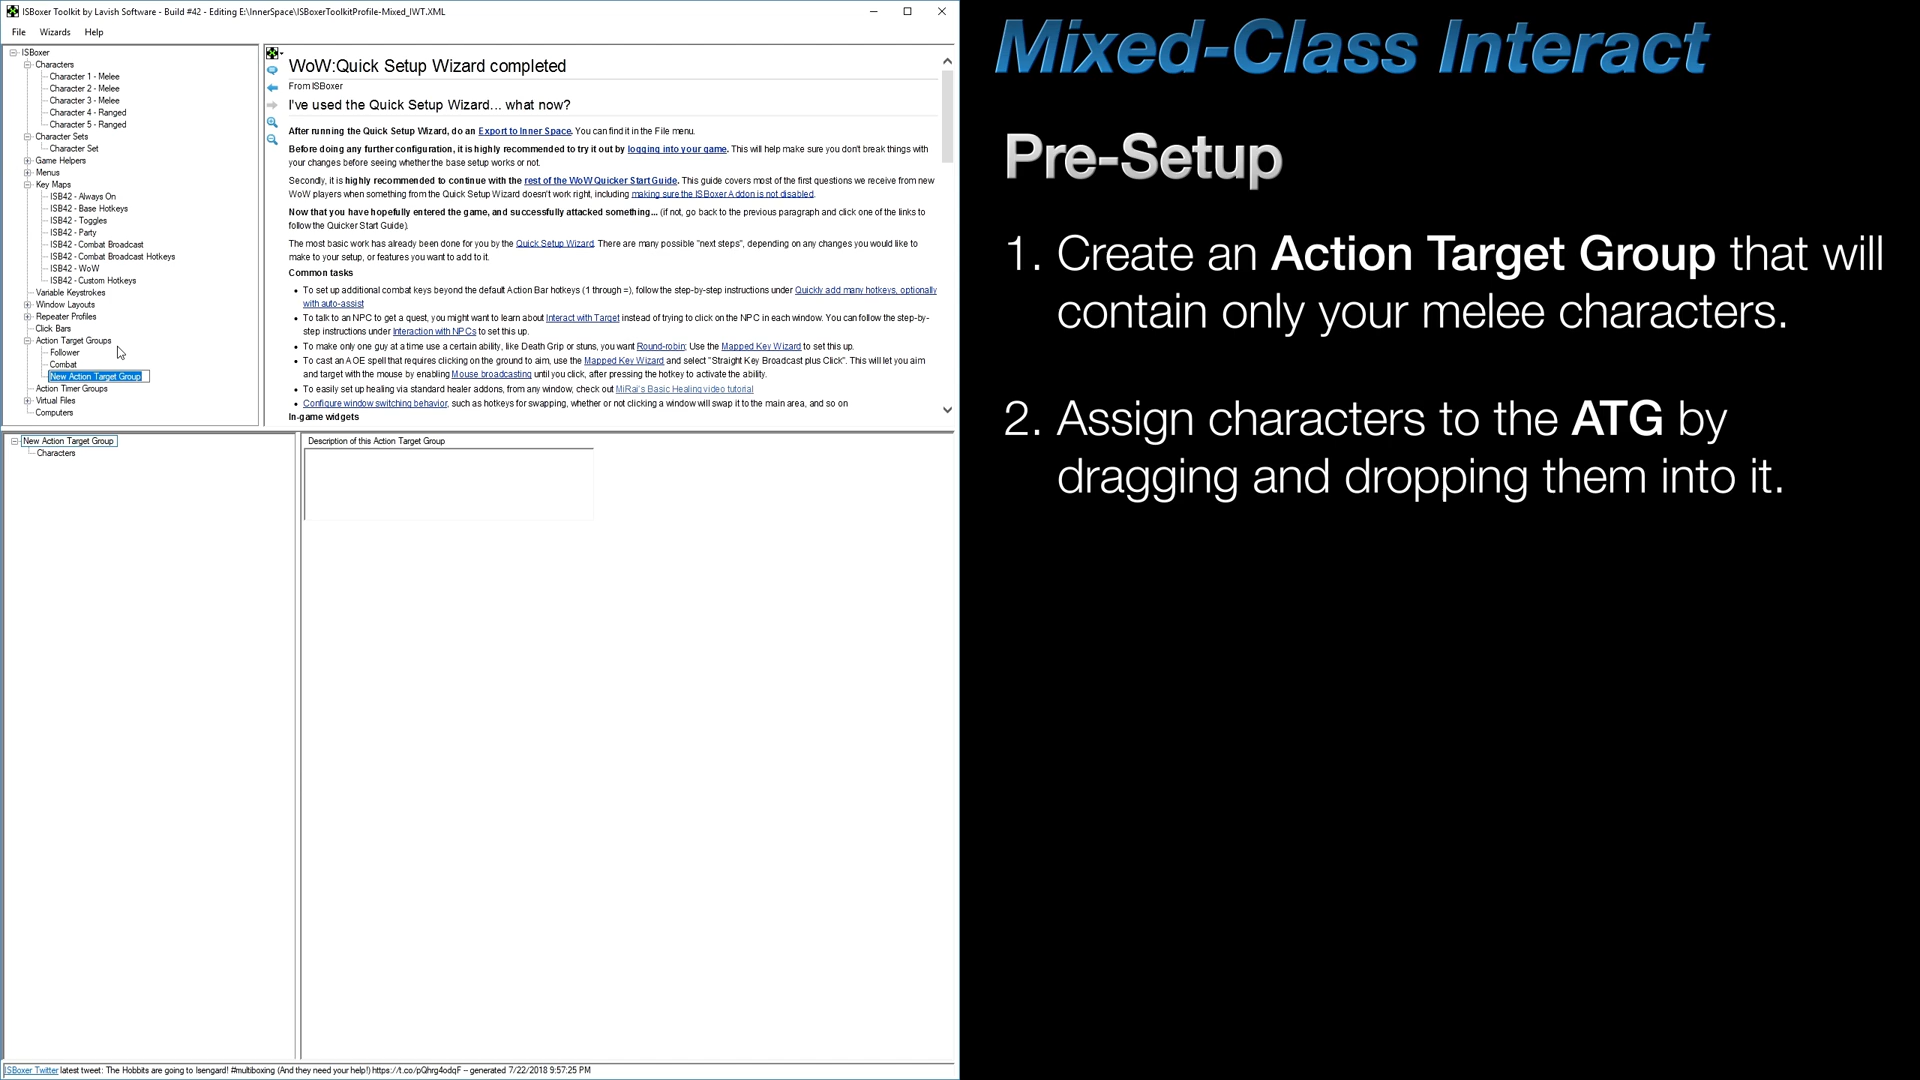 ISBoxer Toolkit by Lavish Software - Build #42 - Editing E:\InnerSpace\ISBoxerToolkitProfile-Mixed_IWT.XML
File Wizards Help
ISBoxer
Characters
Character 1 - Melee
Character 2 - Melee
Character 3 - Melee
Character 4 - Ranged
Character 5 - Ranged
Character Sets
Character Set
Game Helpers
Menus
Key Maps
ISB42 - Always On
ISB42 - Base Hotkeys
ISB42 - Toggles
ISB42 - Party
ISB42 - Combat Broadcast
ISB42 - Combat Broadcast Hotkeys
ISB42 - WoW
ISB42 - Custom Hotkeys
Variable Keystrokes
Window Layouts
Repeater Profiles
Click Bars
Action Target Groups
Follower
Combat
New Action Target Group
Action Timer Groups
Virtual Files
Computers
WoW:Quick Setup Wizard completed
From ISBoxer
I've used the Quick Setup Wizard... what now?
After running the Quick Setup Wizard, do an Export to Inner Space. You can find it in the File menu.
Before doing any further configuration, it is highly recommended to try it out by logging into your game. This will help make sure you don't break things with
your changes before seeing whether the base setup works or not.
Secondly, it is highly recommended to continue with the rest of the WoW Quicker Start Guide. This guide covers most of the first questions we receive from new
WoW players when something from the Quick Setup Wizard doesn't work right, including making sure the ISBoxer Addon is not disabled.
Now that you have hopefully entered the game, and successfully attacked something... (if not, go back to the previous paragraph and click one of the links to
follow the Quicker Start Guide).
The most basic work has already been done for you by the Quick Setup Wizard. There are many possible "next steps", depending on any changes you would like to
make to your setup, or features you want to add to it.
Common tasks
• To set up additional combat keys beyond the default Action Bar hotkeys (1 through =), follow the step-by-step instructions under Quickly add many hotkeys, optionally
with auto-assist
• To talk to an NPC to get a quest, you might want to learn about Interact with Target instead of trying to click on the NPC in each window. You can follow the step-by-
step instructions under Interaction with NPCs to set this up.
• To make only one guy at a time use a certain ability, like Death Grip or stuns, you want Round-robin; Use the Mapped Key Wizard to set this up.
• To cast an AOE spell that requires clicking on the ground to aim, use the Mapped Key Wizard and select "Straight Key Broadcast plus Click". This will let you aim
and target with the mouse by enabling Mouse broadcasting until you click, after pressing the hotkey to activate the ability.
• To easily set up healing via standard healer addons, from any window, check out MiRai's Basic Healing video tutorial
• Configure window switching behavior, such as hotkeys for swapping, whether or not clicking a window will swap it to the main area, and so on
In-game widgets
New Action Target Group
Characters
Description of this Action Target Group
ISBoxer Twitter latest tweet: The Hobbits are going to Isengard! #multiboxing (And they need your help!) https://t.co/pQhrg4odqF -- generated 7/22/2018 9:57:25 PM
Mixed-Class Interact
Pre-Setup
1. Create an Action Target Group that will
contain only your melee characters.
2. Assign characters to the ATG by
dragging and dropping them into it.